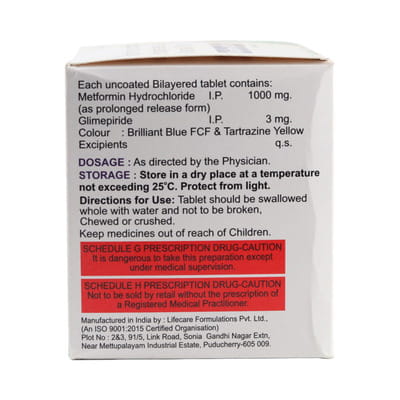 Each uncoated Bilayered tablet contains:
Metformin Hydrochloride I.P. 1000 mg.
(as prolonged release form)
Glimepiride I.P. 3 mg.
Colour : Brilliant Blue FCF & Tartrazine Yellow
Excipients q.s.
DOSAGE : As directed by the Physician.
STORAGE : Store in a dry place at a temperature
not exceeding 25°C. Protect from light.
Directions for Use: Tablet should be swallowed
whole with water and not to be broken,
Chewed or crushed.
Keep medicines out of reach of Children.
SCHEDULE G PRESCRIPTION DRUG-CAUTION
It is dangerous to take this preparation except
under medical supervision.
SCHEDULE H PRESCRIPTION DRUG-CAUTION
Not to be sold by retail without the prescription of
a Registered Medical Practitioner.
Manufactured in India by : Lifecare Formulations Pvt. Ltd.,
(An ISO 9001:2015 Certified Organisation)
Plot No : 2&3, 91/5, Link Road, Sonia Gandhi Nagar Extn,
Near Mettupalayam Industrial Estate, Puducherry-605 009.